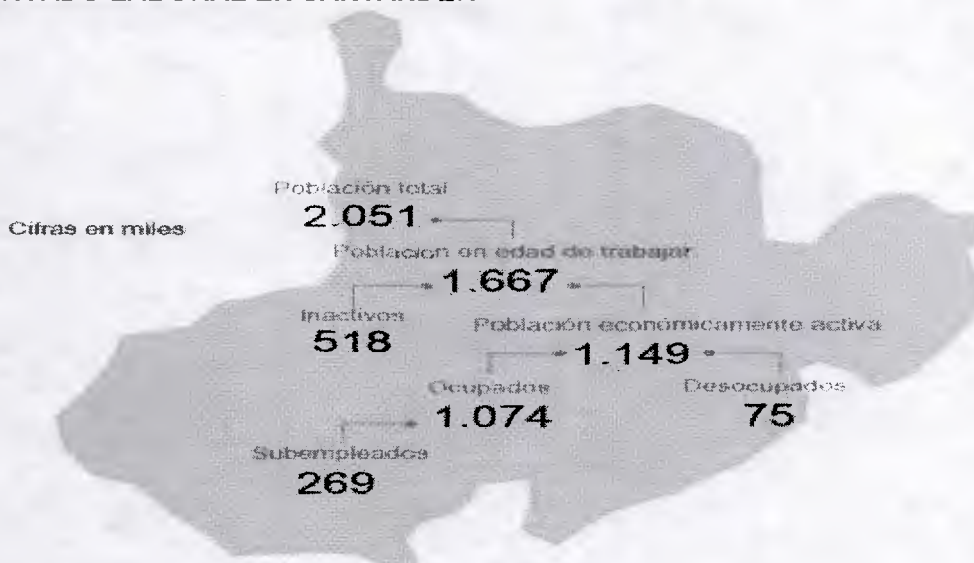 Población total
2.051
Cifras en miles
Población en edad de trabajar
1.667
Inactivos
518
Población económicamente activa
1.149
Ocupados
1.074
Desocupados
75
Subempleados
269